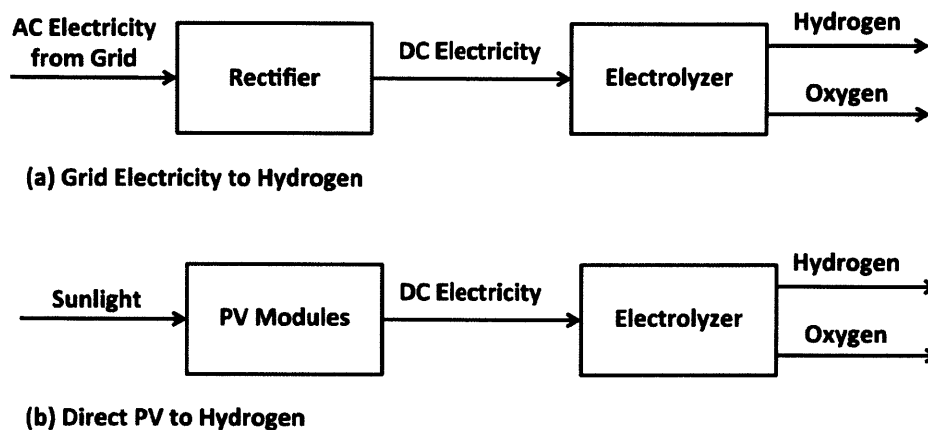 AC Electricity
from Grid
Rectifier
DC Electricity
Electrolyzer
Hydrogen
Oxygen
(a) Grid Electricity to Hydrogen
Sunlight
PV Modules
DC Electricity
Electrolyzer
Hydrogen
Oxygen
(b) Direct PV to Hydrogen